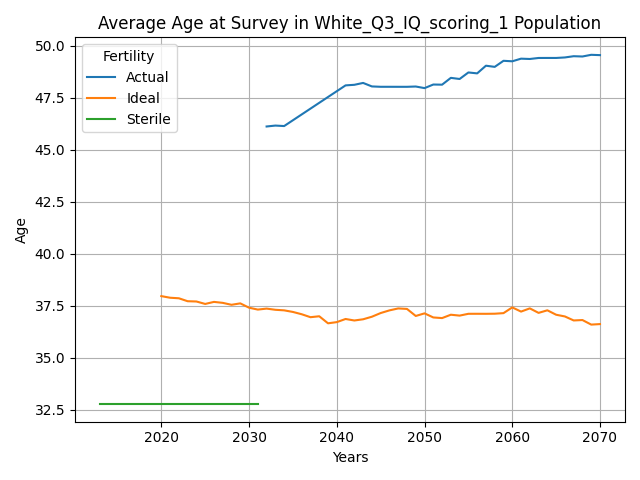 Average Age at Survey in White_Q3_IQ_scoring_1 Population
Fertility
Actual
Ideal
Sterile
50.0
47.5
45.0
42.5
40.0
37.5
35.0
32.5
Age
2020 2030 2040 2050 2060 2070
Years